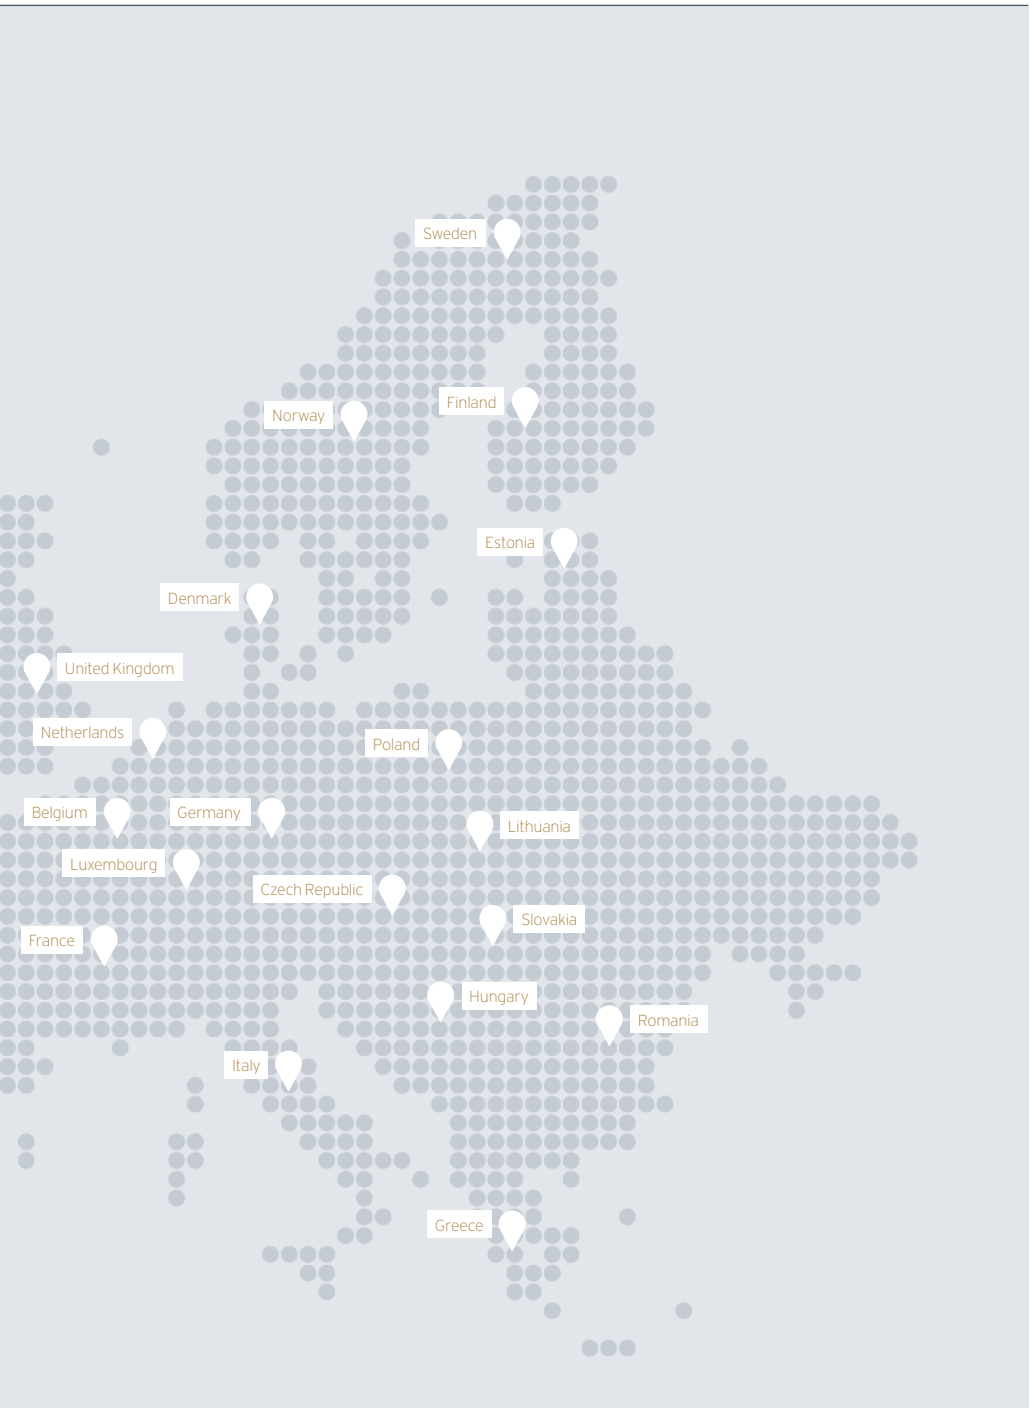 Sweden
Finland
Norway
Estonia
Denmark
United Kingdom
Netherlands
Poland
Belgium
Germany
Lithuania
Luxembourg
Czech Republic
Slovakia
France
Hungary
Romania
Italy
Greece